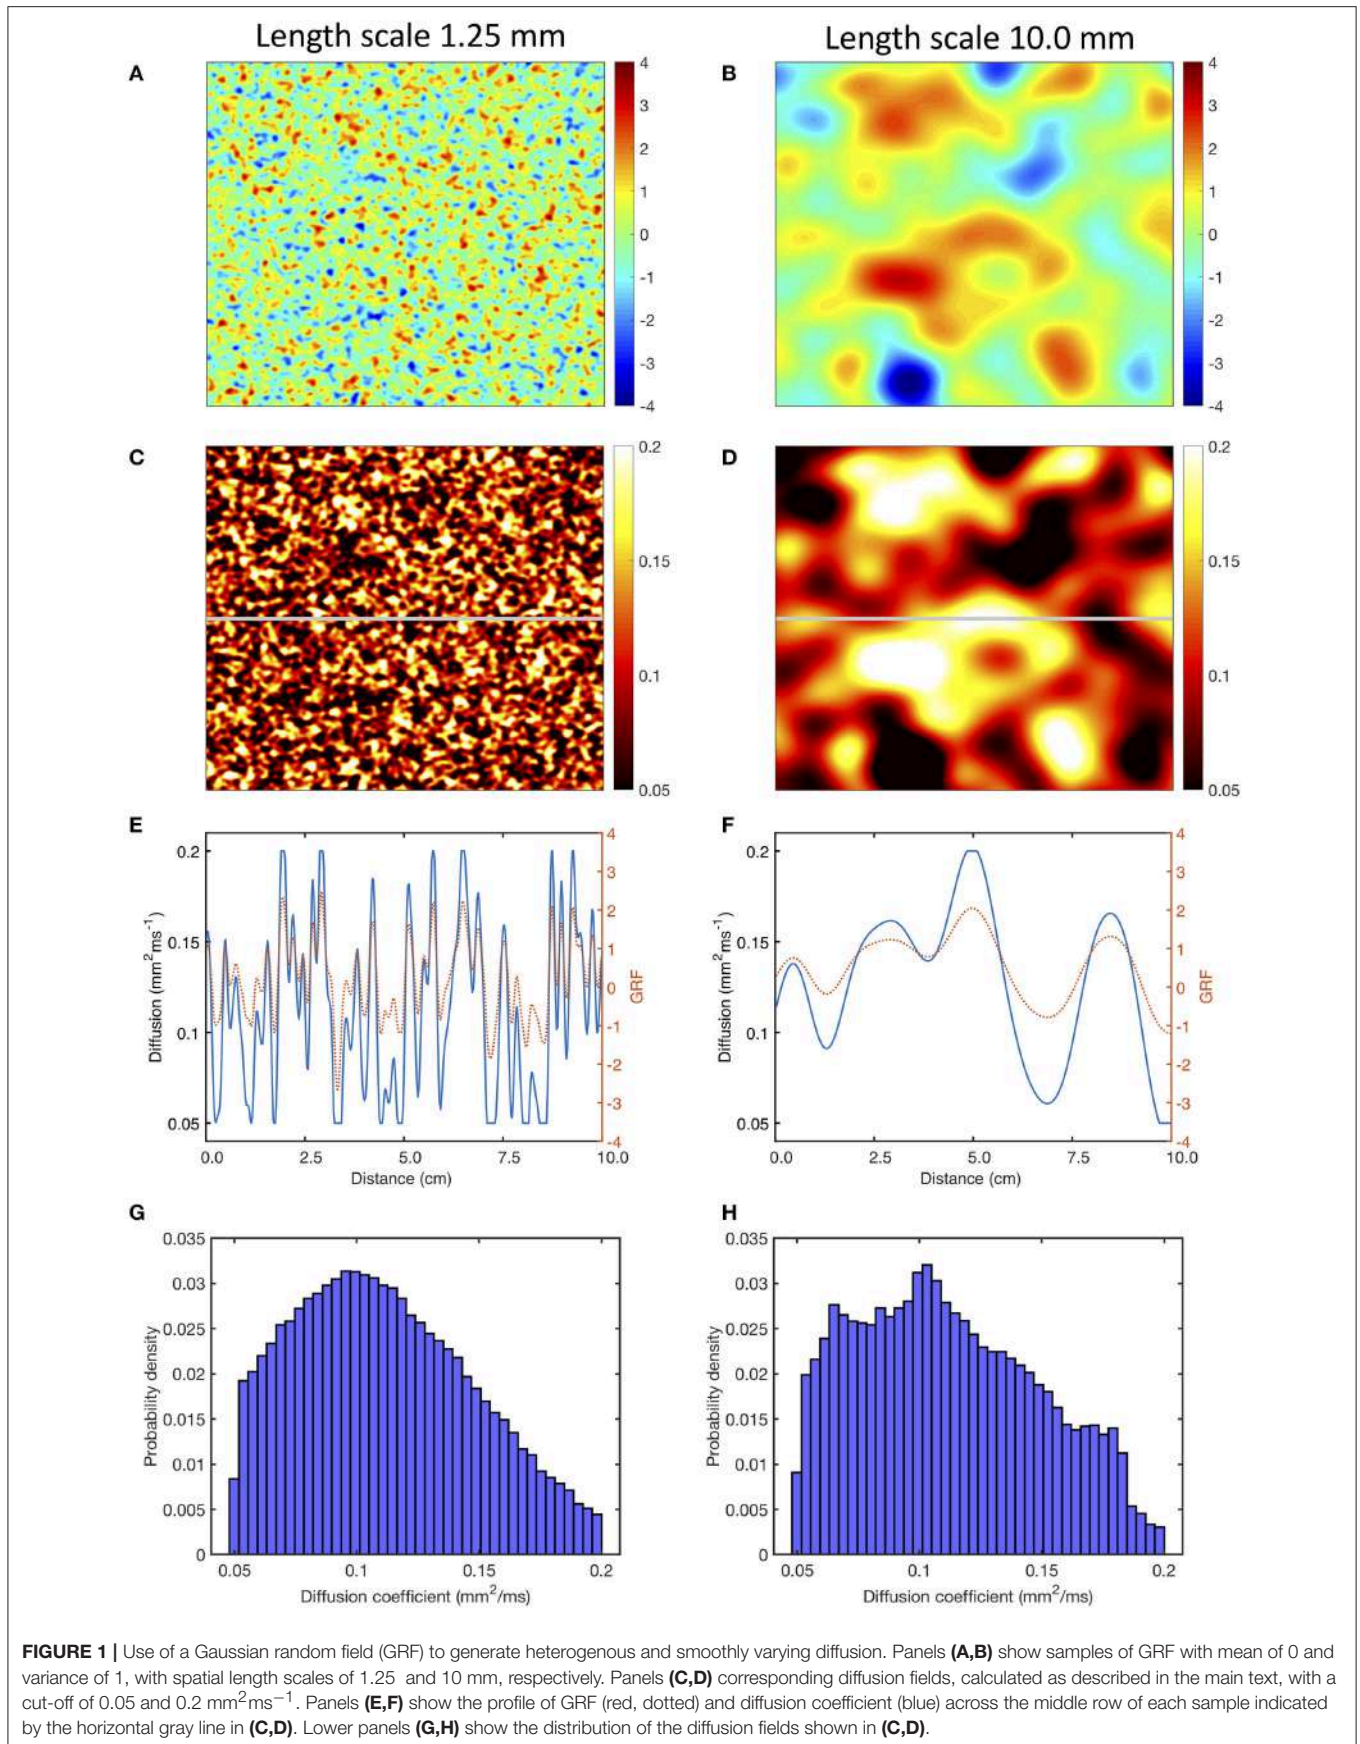 Length scale 1.25 mm
Length scale 10.0 mm
A
4
3
2
1
0
-1
-2
-3
-4
B
4
3
2
1
0
-1
-2
-3
-4
C
0.2
0.15
0.1
0.05
D
0.2
0.15
0.1
0.05
E
Diffusion (mm²ms⁻¹)
0.2
0.15
0.1
0.05
4
3
2
1
0
-1
-2
-3
-4
GRF
0.0 2.5 5.0 7.5 10.0
Distance (cm)
F
Diffusion (mm²ms⁻¹)
0.2
0.15
0.1
0.05
4
3
2
1
0
-1
-2
-3
-4
GRF
0.0 2.5 5.0 7.5 10.0
Distance (cm)
G
Probability density
0.035
0.03
0.025
0.02
0.015
0.01
0.005
0
0.05 0.1 0.15 0.2
Diffusion coefficient (mm²/ms)
H
Probability density
0.035
0.03
0.025
0.02
0.015
0.01
0.005
0
0.05 0.1 0.15 0.2
Diffusion coefficient (mm²/ms)
FIGURE 1 | Use of a Gaussian random field (GRF) to generate heterogenous and smoothly varying diffusion. Panels (A,B) show samples of GRF with mean of 0 and
variance of 1, with spatial length scales of 1.25 and 10 mm, respectively. Panels (C,D) corresponding diffusion fields, calculated as described in the main text, with a
cut-off of 0.05 and 0.2 mm²ms⁻¹. Panels (E,F) show the profile of GRF (red, dotted) and diffusion coefficient (blue) across the middle row of each sample indicated
by the horizontal gray line in (C,D). Lower panels (G,H) show the distribution of the diffusion fields shown in (C,D).